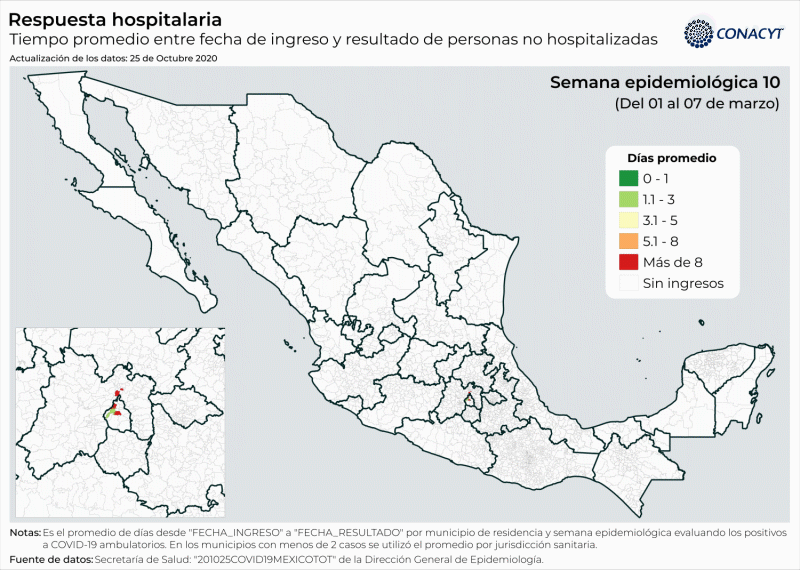 Respuesta hospitalaria
Tiempo promedio entre fecha de ingreso y resultado de personas no hospitalizadas
CONACYT
Actualización de los datos: 25 de Octubre 2020
Semana epidemiológica 10
(Del 01 al 07 de marzo)
Días promedio
0 - 1
1.1 - 3
3.1 - 5
5.1 - 8
Más de 8
Sin ingresos
Notas: Es el promedio de días desde "FECHA_INGRESO" a "FECHA_RESULTADO" por municipio de residencia y semana epidemiológica evaluando los positivos
a COVID-19 ambulatorios. En los municipios con menos de 2 casos se utilizó el promedio por jurisdicción sanitaria.
Fuente de datos: Secretaría de Salud: "201025COVID19MEXICOTOT" de la Dirección General de Epidemiología.